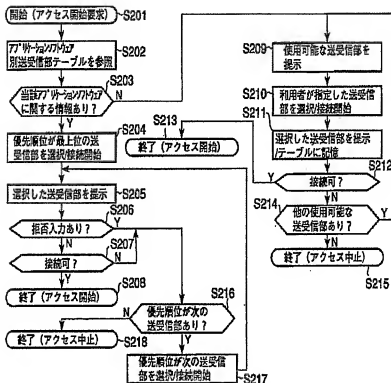 開始(アクセス開始要求)
S201
アプリケーションソフトウェア
別送受信部テーブルを参照
S202
S203
当該アプリケーションソフトウェア
に関する情報あり?
N
Y
S204
優先順位が最上位の送
受信部を選択/接続開始
選択した送受信部を提示
S205
S206
拒否入力あり?
Y
N
S207
接続可?
N
Y
終了(アクセス開始)
S208
S216
優先順位が次の
送受信部あり?
N
Y
終了(アクセス中止)
S218
優先順位が次の送受信
部を選択/接続開始
S217
S209
使用可能な送受信部を
提示
S210
利用者が指定した送受信
部を選択/接続開始
S211
選択した送受信部を提示
/テーブルに記憶
S212
接続可?
Y
N
S213
終了(アクセス開始)
S214
他の使用可能な
送受信部あり?
Y
N
終了(アクセス中止)
S215